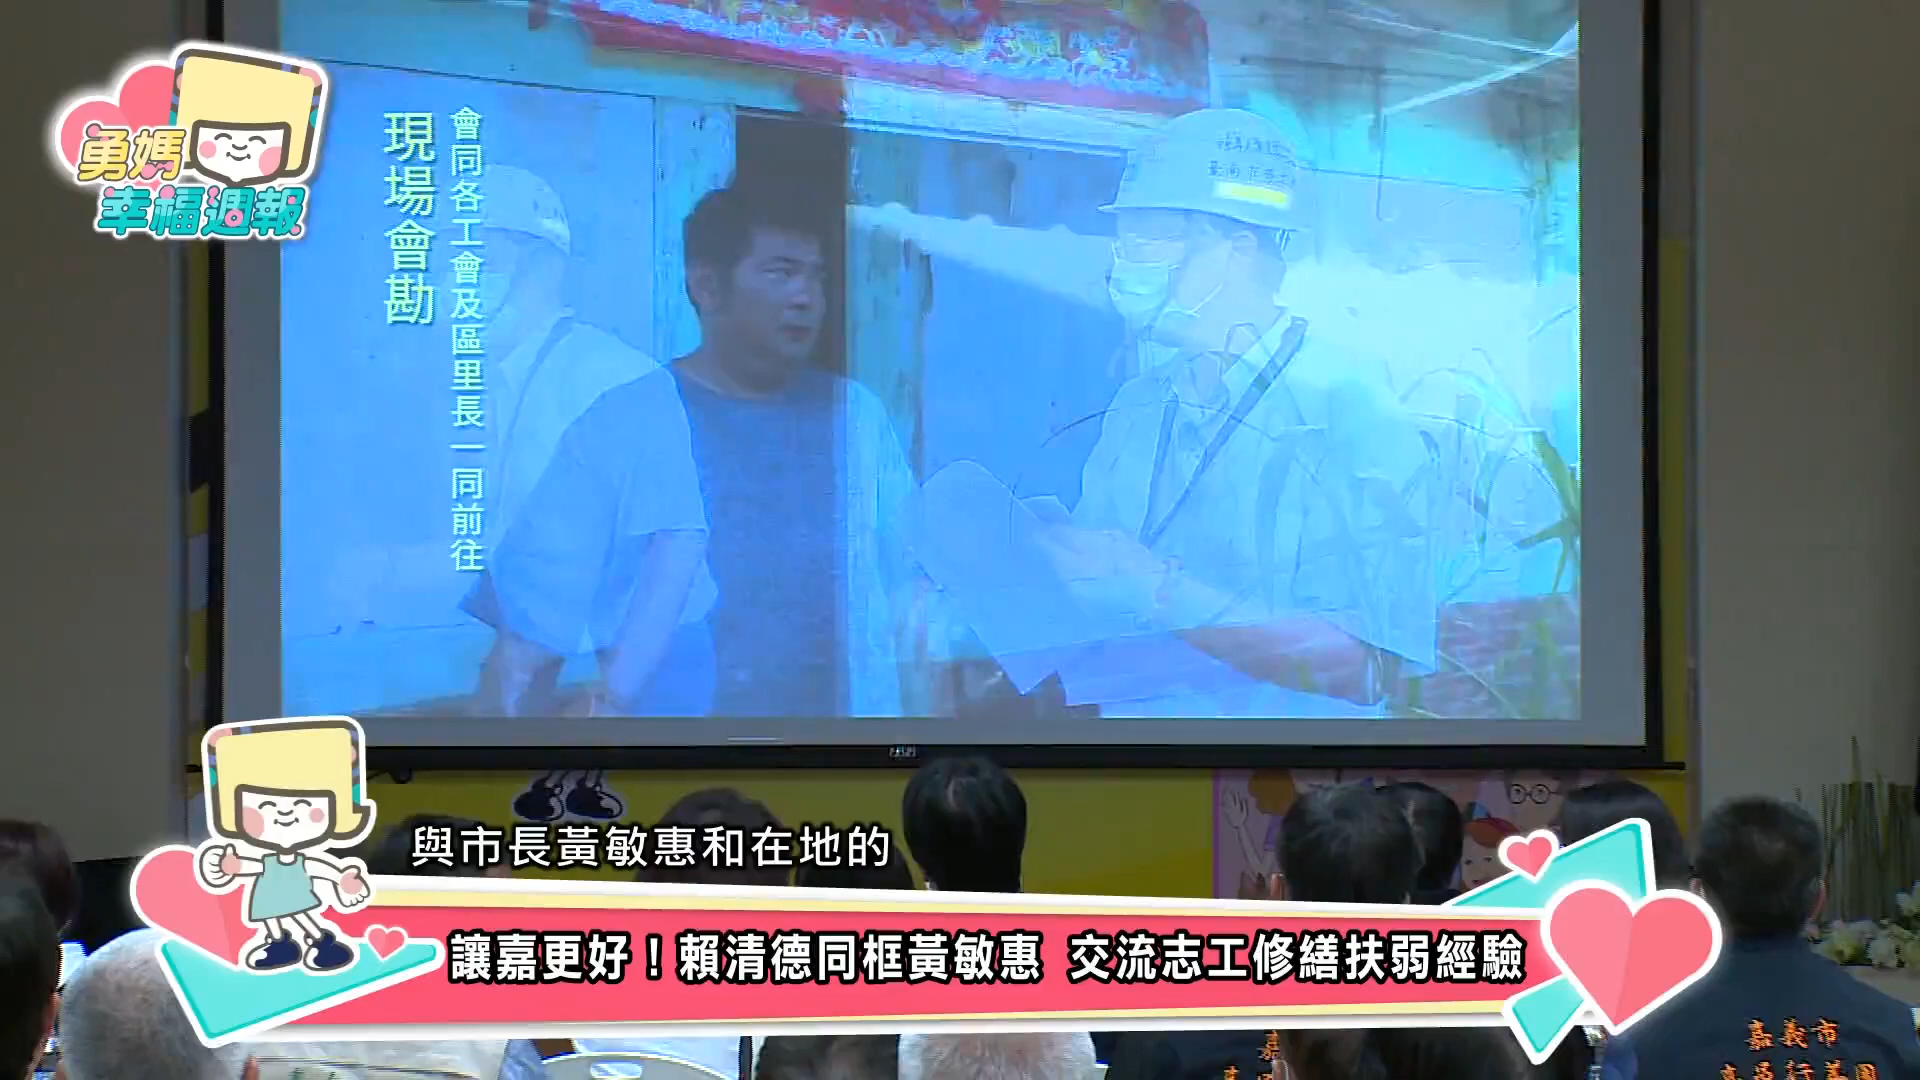 勇媽
幸福週報
會同各工會及區里長一同前往
現場會勘
與市長黃敏惠和在地的
讓嘉更好！賴清德同框黃敏惠 交流志工修繕扶弱經驗
嘉義市